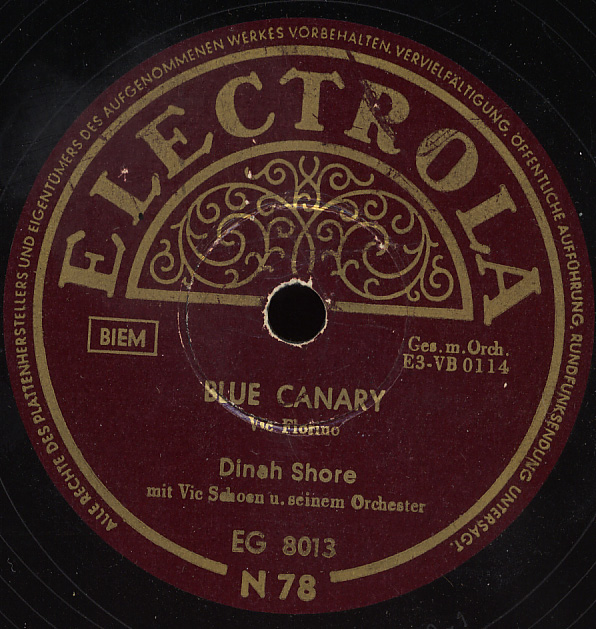 ALLE RECHTE DES PLATTENHERSTELLERS UND EIGENTÜMERS DES AUFGENOMMENEN WERKES VORBEHALTEN. VERVIELFÄLTIGUNG, ÖFFENTLICHE AUFFÜHRUNG, RUNDFUNKSENDUNG UNTERSAGT.
ELECTROLA
BIEM
Ges. m. Orch.
E3-VB 0114
BLUE CANARY
Vic Florino
Dinah Shore
mit Vic Schoen u. seinem Orchester
EG 8013
N 78